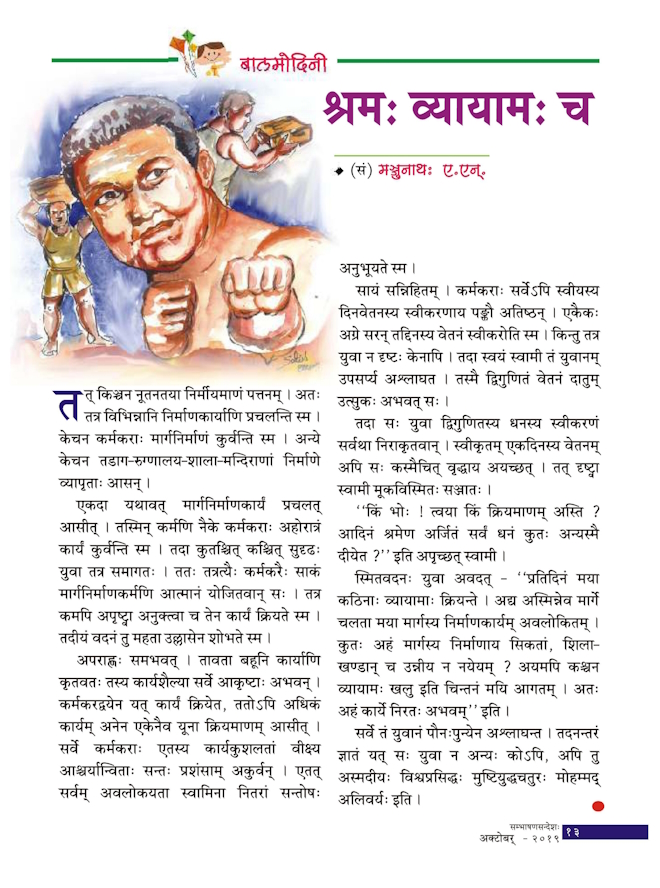 बालमोदिनी
श्रमः व्यायामः च
(सं) मञ्जुनाथः ए.एन्.
तत् किञ्चन नूतनतया निर्मीयमाणं पत्तनम् । अतः
तत्र विभिन्नानि निर्माणकार्याणि प्रचलन्ति स्म ।
केचन कर्मकराः मार्गनिर्माणं कुर्वन्ति स्म । अन्ये
केचन तडाग-रुग्णालय-शाला-मन्दिराणां निर्माणे
व्यापृताः आसन् ।
एकदा यथावत् मार्गनिर्माणकार्यं प्रचलत्
आसीत् । तस्मिन् कर्मणि नैके कर्मकराः अहोरात्रं
कार्यं कुर्वन्ति स्म । तदा कुतश्चित् कश्चित् सुदृढः
युवा तत्र समागतः । ततः तत्रत्यैः कर्मकरैः साकं
मार्गनिर्माणकर्मणि आत्मानं योजितवान् सः । तत्र
कमपि अपृष्ट्वा अनुक्त्वा च तेन कार्यं क्रियते स्म ।
तदीयं वदनं तु महता उल्लासेन शोभते स्म ।
अपराह्णः समभवत् । तावता बहूनि कार्याणि
कृतवतः तस्य कार्यशैल्या सर्वे आकृष्टाः अभवन् ।
कर्मकरद्वयेन यत् कार्यं क्रियेत, ततोऽपि अधिकं
कार्यम् अनेन एकेनैव यूना क्रियमाणम् आसीत् ।
सर्वे कर्मकराः एतस्य कार्यकुशलतां वीक्ष्य
आश्चर्यान्विताः सन्तः प्रशंसाम् अकुर्वन् । एतत्
सर्वम् अवलोकयता स्वामिना नितरां सन्तोषः
अनुभूयते स्म ।
सायं सन्निहितम् । कर्मकराः सर्वेऽपि स्वीयस्य
दिनवेतनस्य स्वीकरणाय पङ्क्तौ अतिष्ठन् । एकैकः
अग्रे सरन् तद्दिनस्य वेतनं स्वीकरोति स्म । किन्तु तत्र
युवा न दृष्टः केनापि । तदा स्वयं स्वामी तं युवानम्
उपसर्प्य अश्लाघत । तस्मै द्विगुणितं वेतनं दातुम्
उत्सुकः अभवत् सः ।
तदा सः युवा द्विगुणितस्य धनस्य स्वीकरणं
सर्वथा निराकृतवान् । स्वीकृतम् एकदिनस्य वेतनम्
अपि सः कस्मैचित् वृद्धाय अयच्छत् । तत् दृष्ट्वा
स्वामी मूकविस्मितः सञ्जातः ।
‘‘किं भोः ! त्वया किं क्रियमाणम् अस्ति ?
आदिनं श्रमेण अर्जितं सर्वं धनं कुतः अन्यस्मै
दीयेत ?’’ इति अपृच्छत् स्वामी ।
स्मितवदनः युवा अवदत् - ‘‘प्रतिदिनं मया
कठिनाः व्यायामाः क्रियन्ते । अद्य अस्मिन्नेव मार्गे
चलता मया मार्गस्य निर्माणकार्यम् अवलोकितम् ।
कुतः अहं मार्गस्य निर्माणाय सिकतां, शिला-
खण्डान् च उन्नीय न नयेयम् ? अयमपि कश्चन
व्यायामः खलु इति चिन्तनं मयि आगतम् । अतः
अहं कार्ये निरतः अभवम्’’ इति ।
सर्वे तं युवानं पौनःपुन्येन अश्लाघन्त । तदनन्तरं
ज्ञातं यत् सः युवा न अन्यः कोऽपि, अपि तु
अस्मदीयः विश्वप्रसिद्धः मुष्टियुद्धचतुरः मोहम्मद्
अलिवर्यः इति ।
सम्भाषणसन्देशः
अक्टोबर् - २०१९ १३